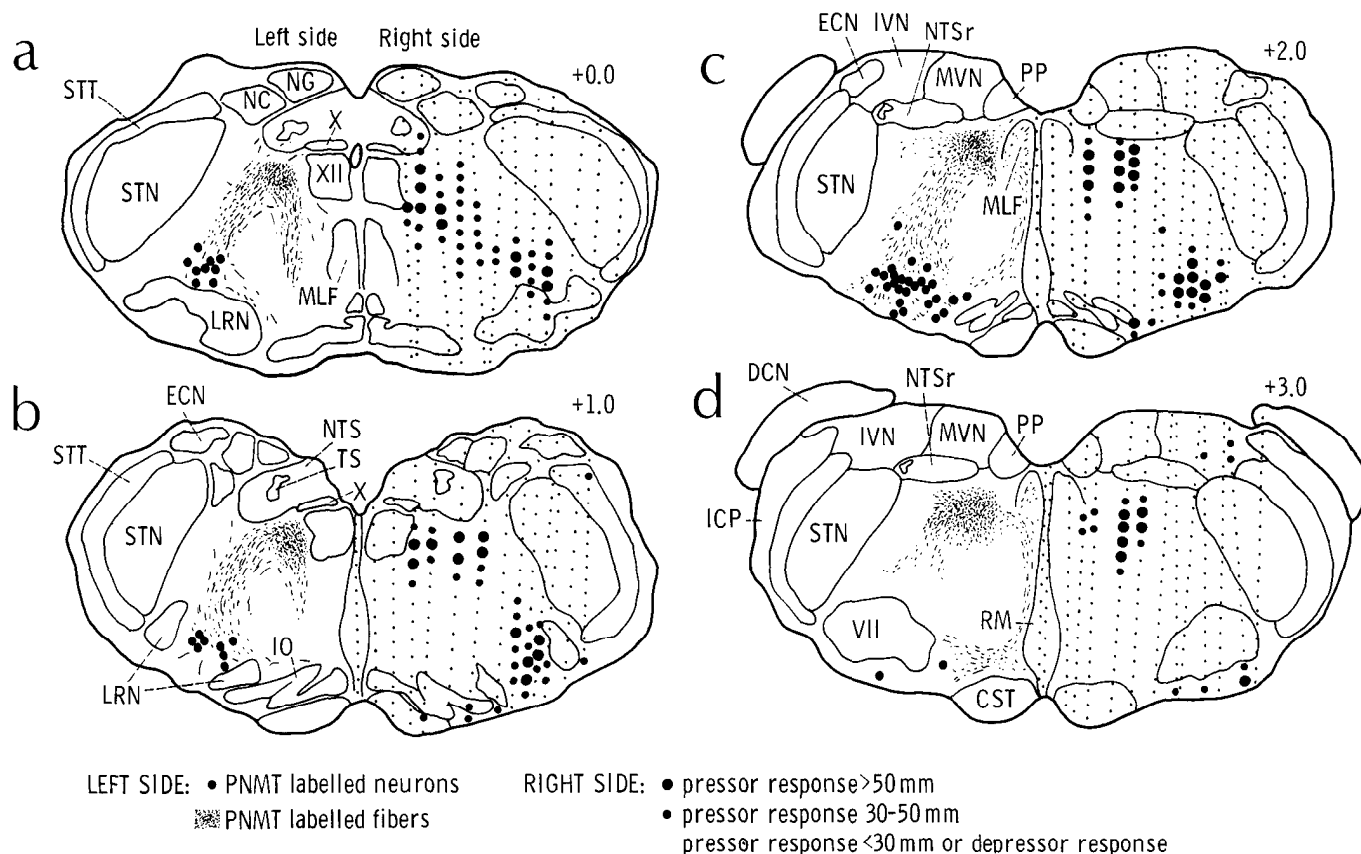 a
Left side Right side
+0.0
STT
NG
NC
X
XII
STN
MLF
LRN
b
+1.0
ECN
NTS
STT
TS
X
STN
IO
LRN
c
ECN IVN
NTSr
+2.0
MVN
PP
STN
MLF
d
DCN
NTSr
+3.0
PP
IVN
MVN
ICP
STN
VII
RM
CST
LEFT SIDE: • PNMT labelled neurons
PNMT labelled fibers
RIGHT SIDE: ● pressor response >50 mm
• pressor response 30-50 mm
pressor response <30 mm or depressor response